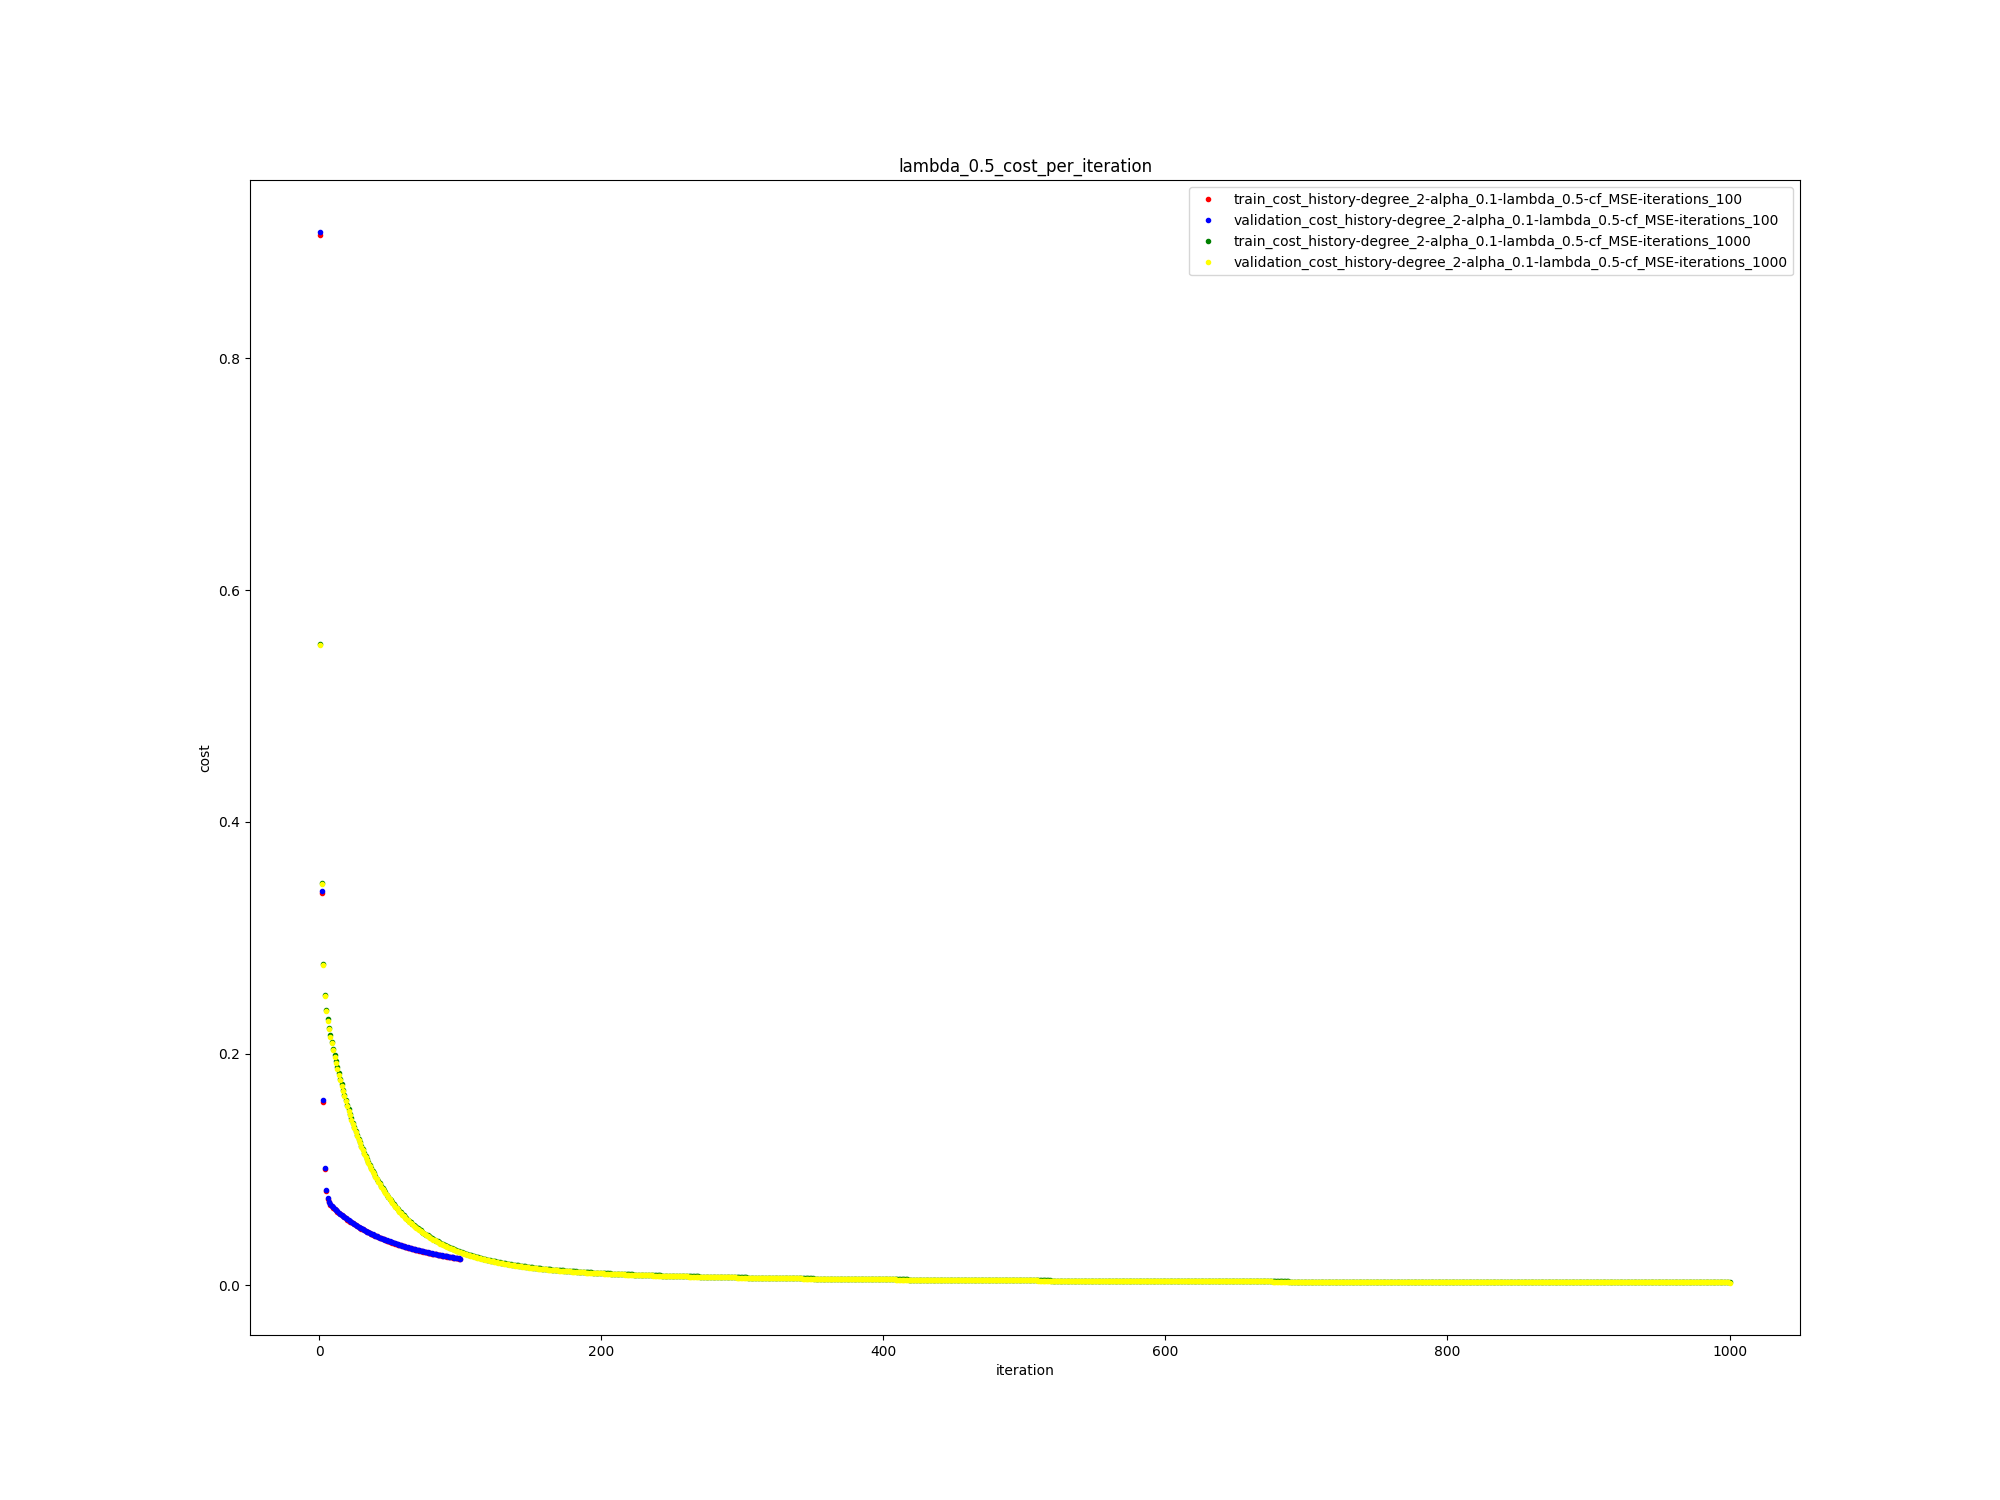 lambda_0.5_cost_per_iteration
train_cost_history-degree_2-alpha_0.1-lambda_0.5-cf_MSE-iterations_100
validation_cost_history-degree_2-alpha_0.1-lambda_0.5-cf_MSE-iterations_100
train_cost_history-degree_2-alpha_0.1-lambda_0.5-cf_MSE-iterations_1000
validation_cost_history-degree_2-alpha_0.1-lambda_0.5-cf_MSE-iterations_1000
0.8
0.6
cost
0.4
0.2
0.0
0 200 400 600 800 1000
iteration